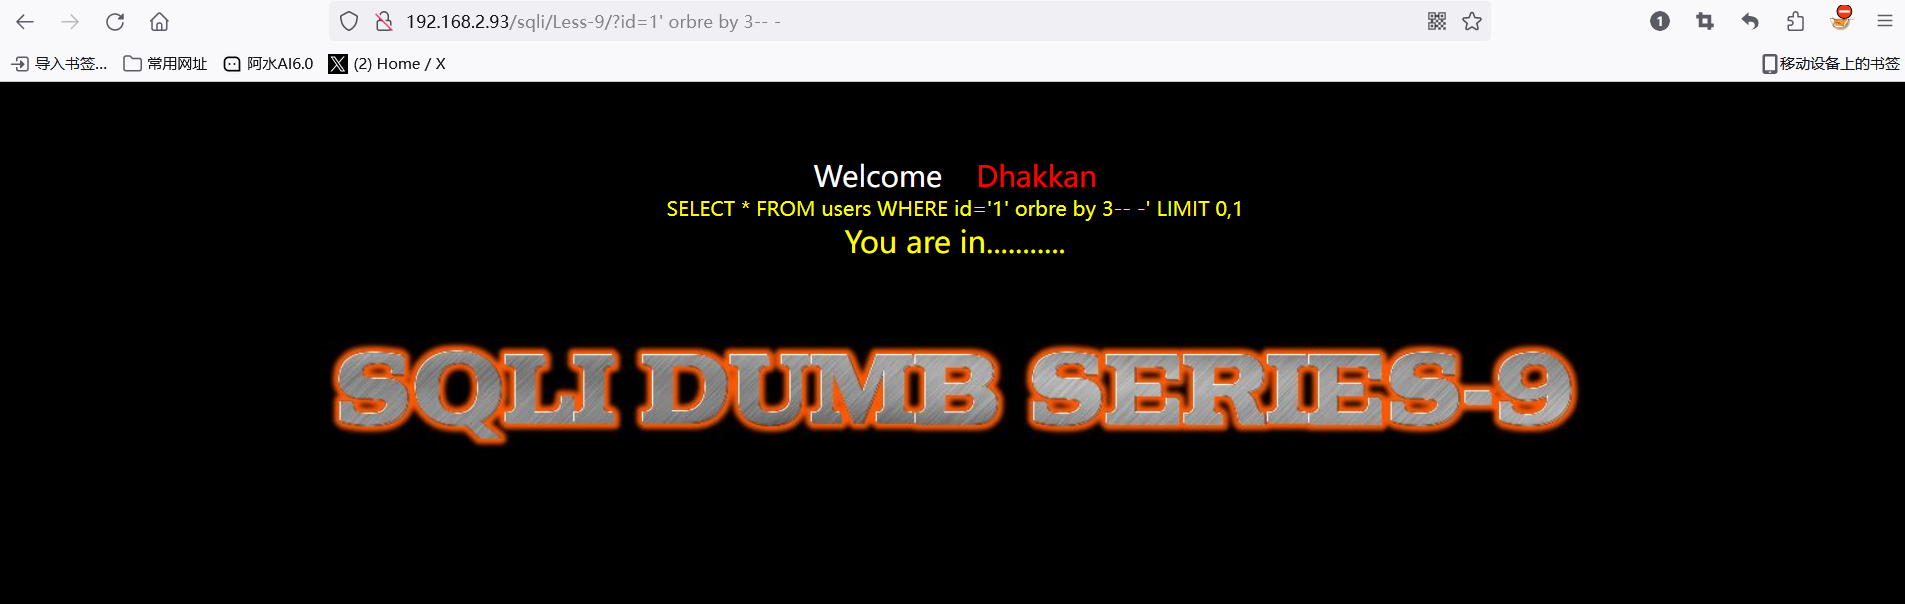 192.168.2.93/sqli/Less-9/?id=1' orbre by 3-- -
1
导入书签... 常用网址 阿水AI6.0 (2) Home / X 移动设备上的书签
Welcome Dhakkan
SELECT * FROM users WHERE id='1' orbre by 3-- -' LIMIT 0,1
You are in...........
SQLI DUMB SERIES-9